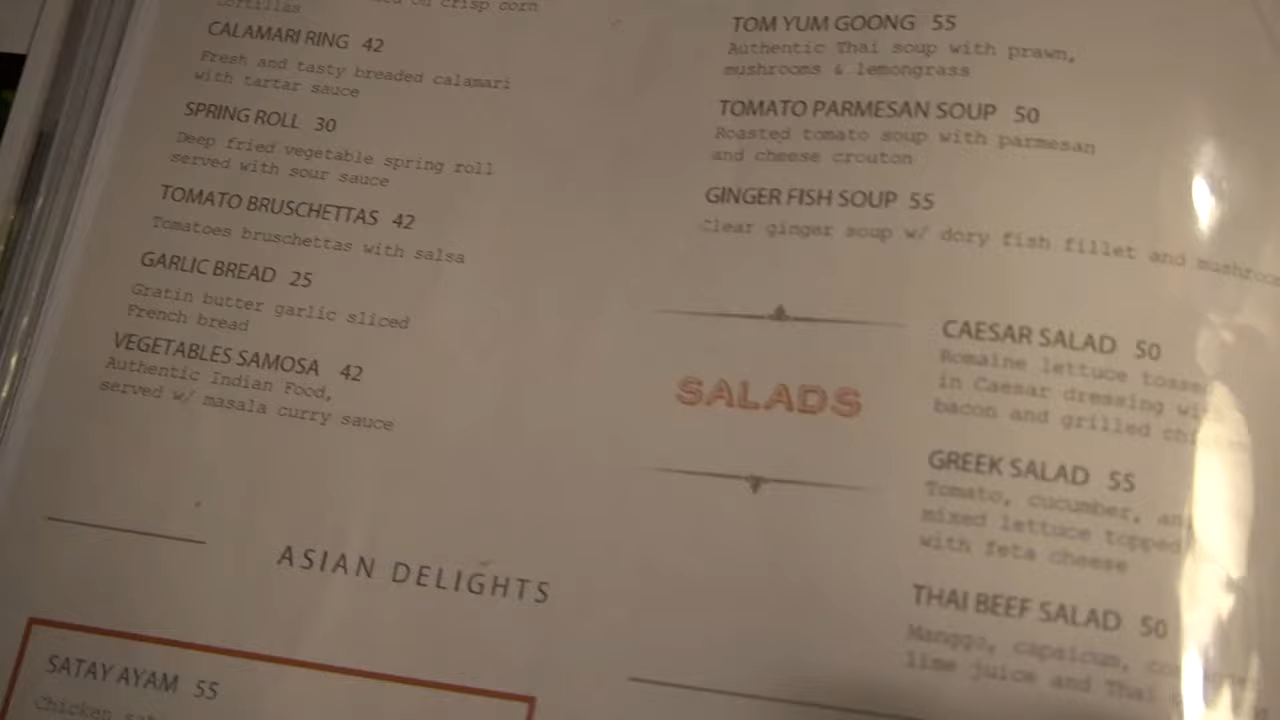 on crisp corn
tortillas
CALAMARI RING 42
Fresh and tasty breaded calamari
with tartar sauce
SPRING ROLL 30
Deep fried vegetable spring roll
served with sour sauce
TOMATO BRUSCHETTAS 42
Tomatoes bruschettas with salsa
GARLIC BREAD 25
Gratin butter garlic sliced
French bread
VEGETABLES SAMOSA 42
Authentic Indian Food,
served w/ masala curry sauce
ASIAN DELIGHTS
SATAY AYAM 55
Chicken
TOM YUM GOONG 55
Authentic Thai soup with prawn,
mushrooms & lemongrass
TOMATO PARMESAN SOUP 50
Roasted tomato soup with parmesan
and cheese crouton
GINGER FISH SOUP 55
Clear ginger soup w/ dory fish fillet and
SALADS
CAESAR SALAD 50
Romaine lettuce
in Caesar dressing
bacon and grilled
GREEK SALAD 55
Tomato, cucumber,
mixed lettuce topped
with feta cheese
THAI BEEF SALAD 50
Manggo, capsicum,
lime juice and Thai